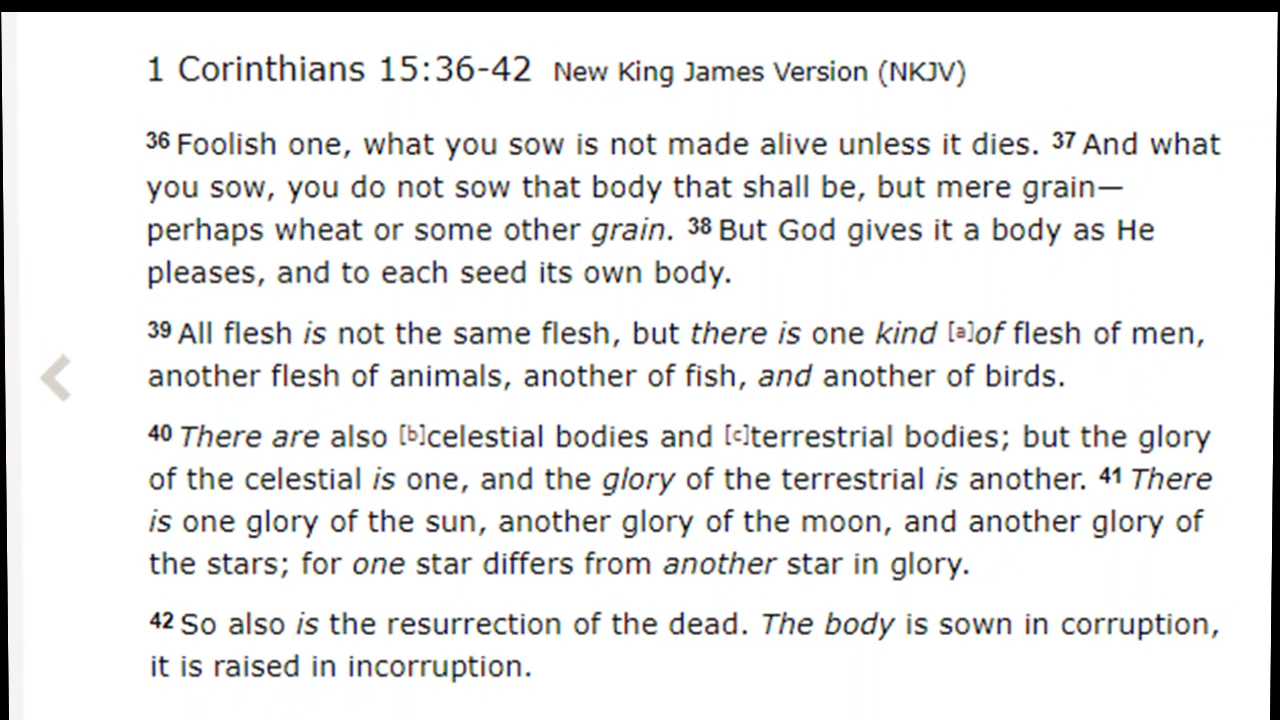 1 Corinthians 15:36-42 New King James Version (NKJV)
36 Foolish one, what you sow is not made alive unless it dies. 37 And what
you sow, you do not sow that body that shall be, but mere grain—
perhaps wheat or some other grain. 38 But God gives it a body as He
pleases, and to each seed its own body.
39 All flesh is not the same flesh, but there is one kind [a]of flesh of men,
another flesh of animals, another of fish, and another of birds.
40 There are also [b]celestial bodies and [c]terrestrial bodies; but the glory
of the celestial is one, and the glory of the terrestrial is another. 41 There
is one glory of the sun, another glory of the moon, and another glory of
the stars; for one star differs from another star in glory.
42 So also is the resurrection of the dead. The body is sown in corruption,
it is raised in incorruption.